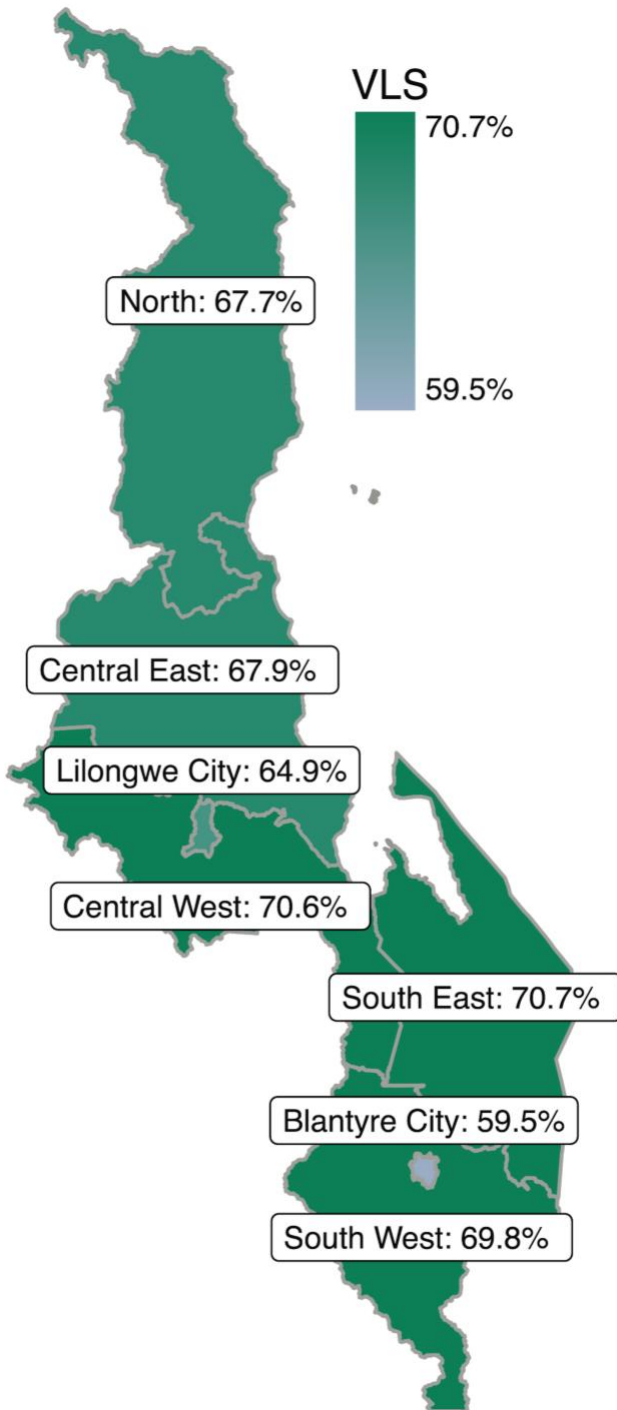 VLS
70.7%
59.5%
North: 67.7%
Central East: 67.9%
Lilongwe City: 64.9%
Central West: 70.6%
South East: 70.7%
Blantyre City: 59.5%
South West: 69.8%